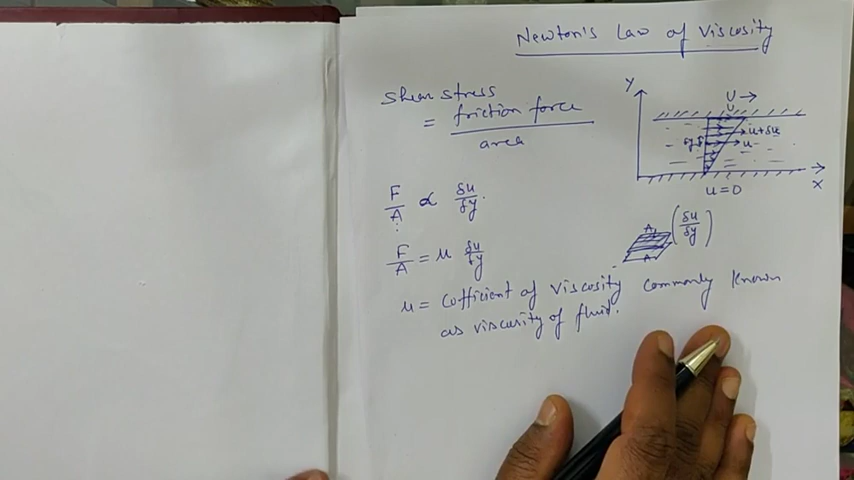 Newton's Law of Viscosity
Shear stress
= friction force
area
F/A ∝ δu/δy.
F/A = μ δu/δy
μ = cofficient of viscosity commonly known
as viscosity of fluid.
Y
U →
u+δu
δy
u
X
u=0
A
(δu/δy)
A